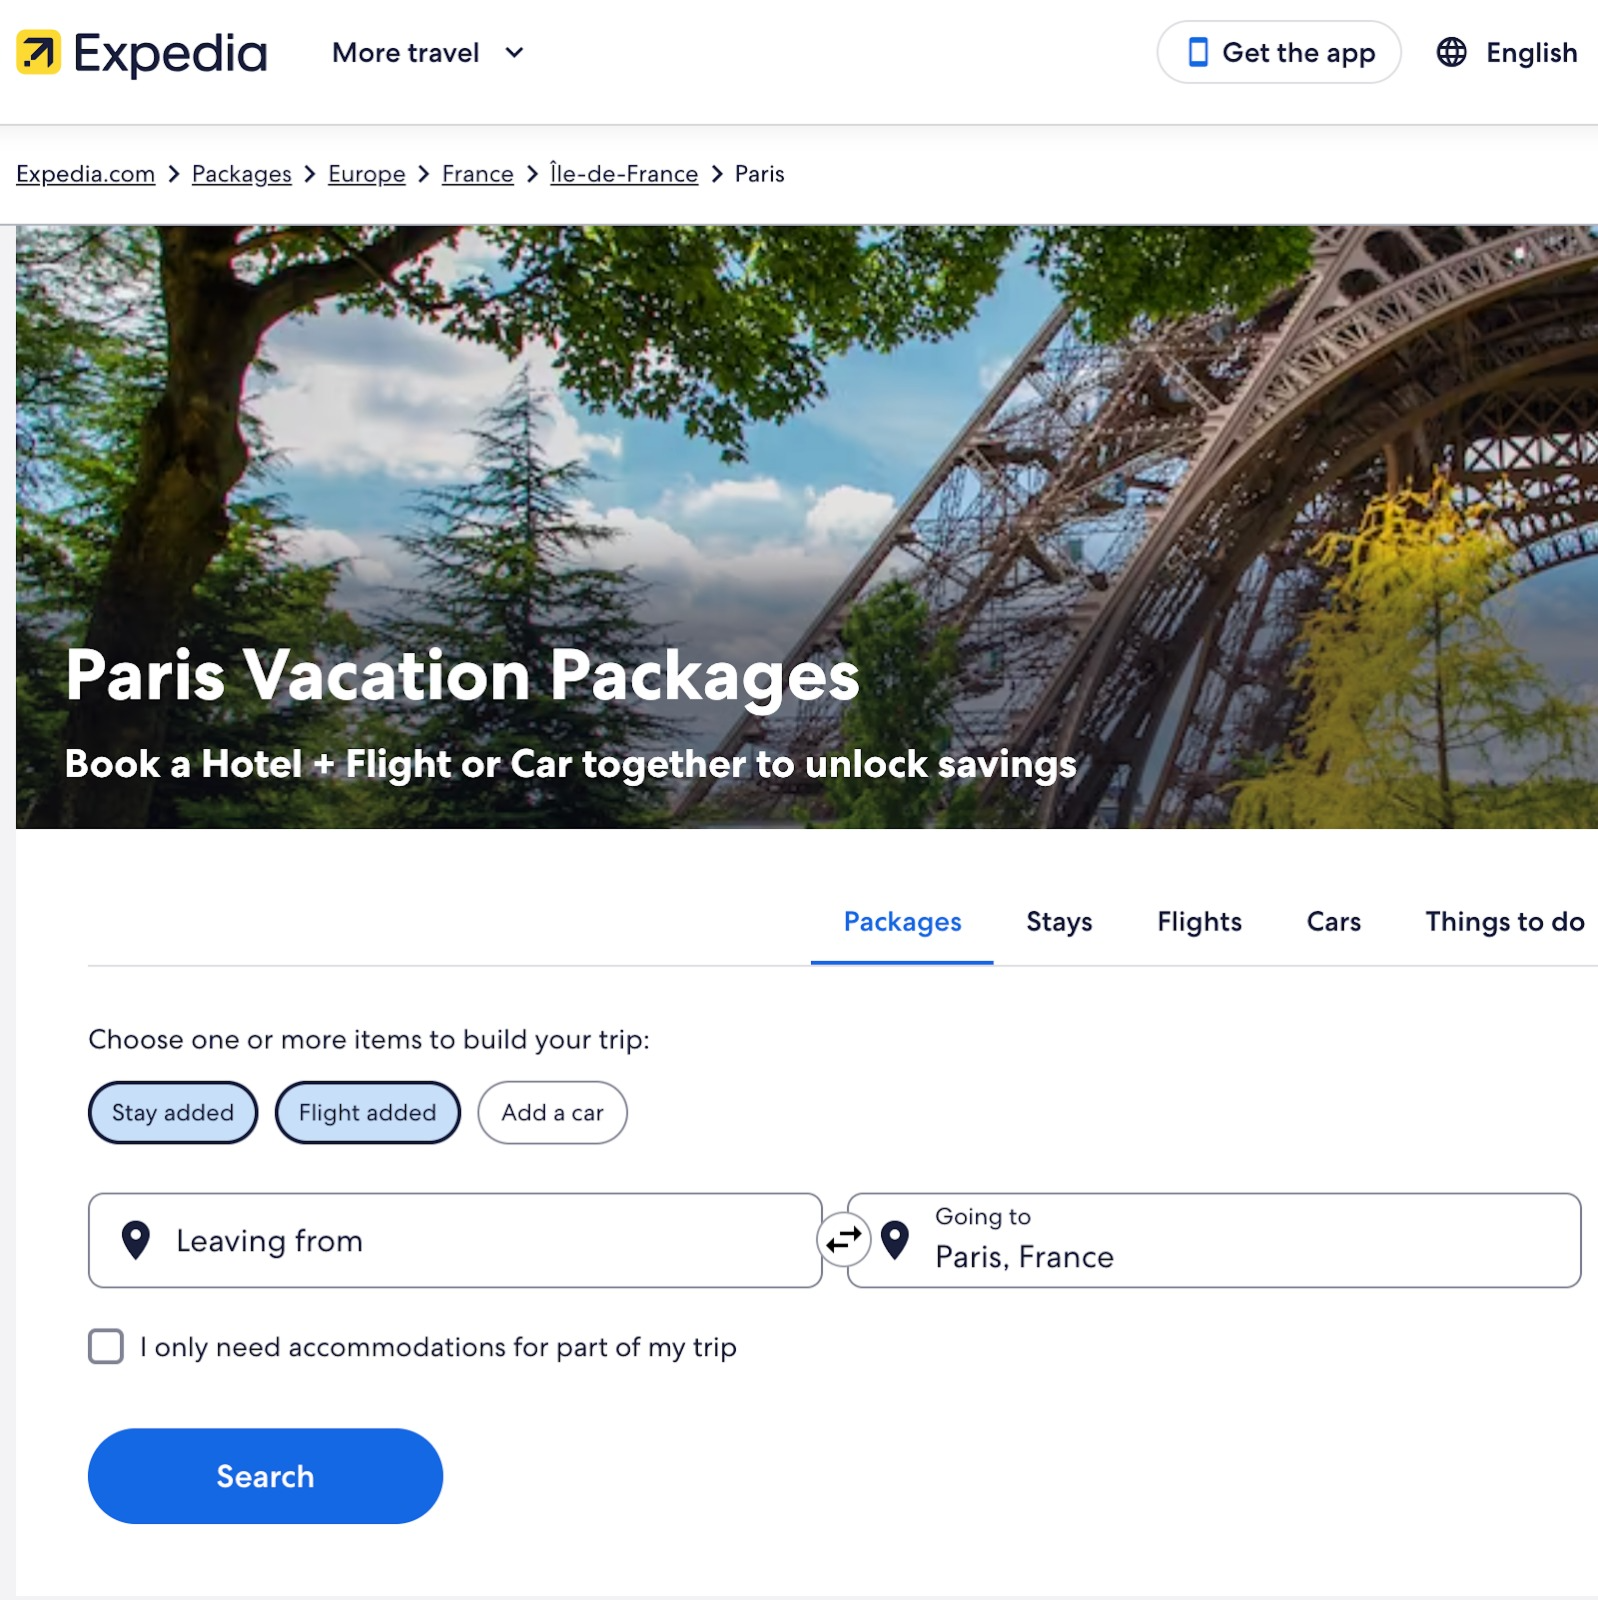 Expedia More travel Get the app English
Expedia.com Packages Europe France Île-de-France Paris
Paris Vacation Packages
Book a Hotel + Flight or Car together to unlock savings
Packages Stays Flights Cars Things to do
Choose one or more items to build your trip:
Stay added Flight added Add a car
Leaving from
Going to
Paris, France
I only need accommodations for part of my trip
Search